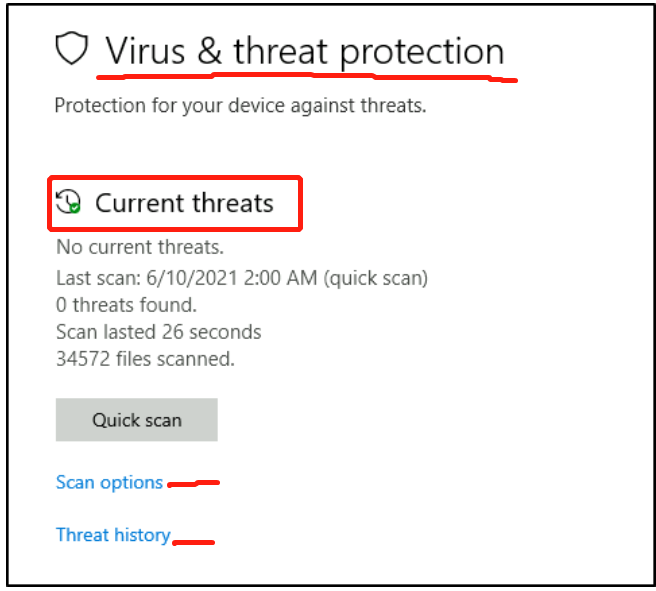 Virus & threat protection
Protection for your device against threats.
Current threats
No current threats.
Last scan: 6/10/2021 2:00 AM (quick scan)
0 threats found.
Scan lasted 26 seconds
34572 files scanned.
Quick scan
Scan options
Threat history